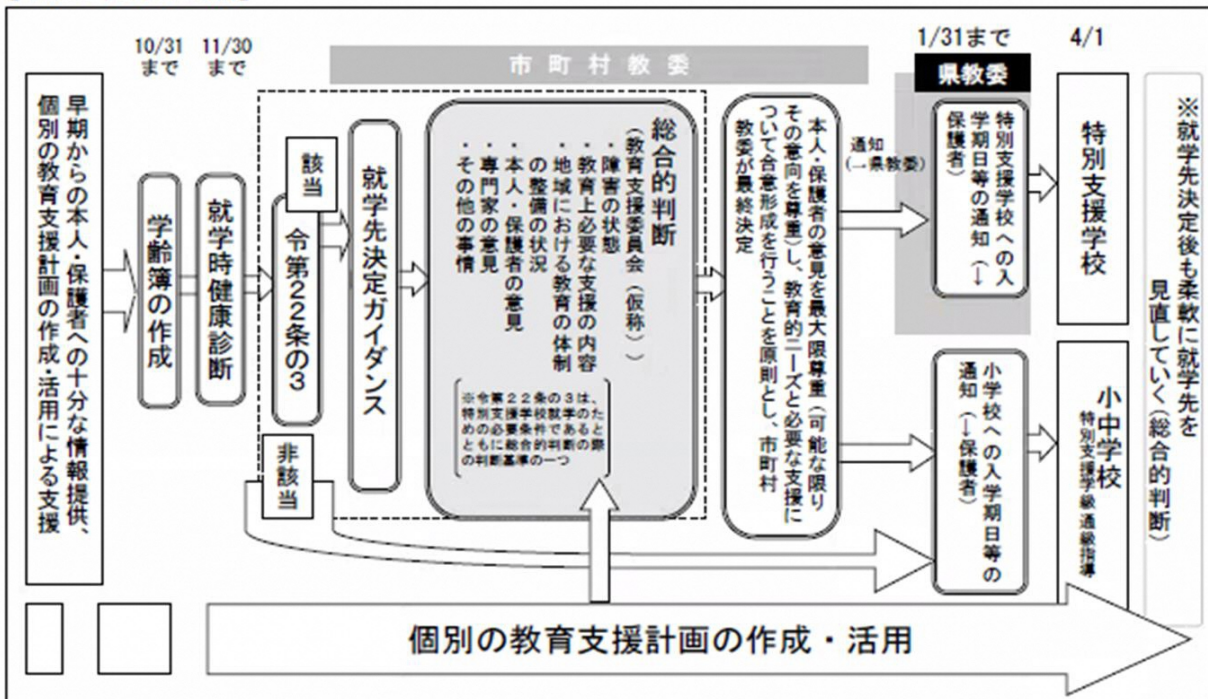 10/31
まで
11/30
まで
市町村教委
1/31まで
4/1
県教委
早期からの本人・保護者への十分な情報提供、
個別の教育支援計画の作成・活用による支援
学齢簿の作成
就学時健康診断
該当
令第22条の3
非該当
就学先決定ガイダンス
総合的判断
(教育支援委員会(仮称))
・障害の状態
・教育上必要な支援の内容
・地域における教育の体制
の整備の状況
・本人・保護者の意見
・専門家の意見
・その他の事情
※令第22条の3は、
特別支援学校就学のた
めの必要条件であると
ともに総合的判断の際
の判断基準の一つ
本人・保護者の意見を最大限尊重(可能な限り
その意向を尊重)し、教育的ニーズと必要な支援に
ついて合意形成を行うことを原則とし、市町村
教委が最終決定
通知
(→県教委)
特別支援学校への入
学期日等の通知(→
保護者)
小学校への入学期日等の
通知(→保護者)
特別支援学校
小中学校
特別支援学級 通級指導
※就学先決定後も柔軟に就学先を
見直していく(総合的判断)
個別の教育支援計画の作成・活用